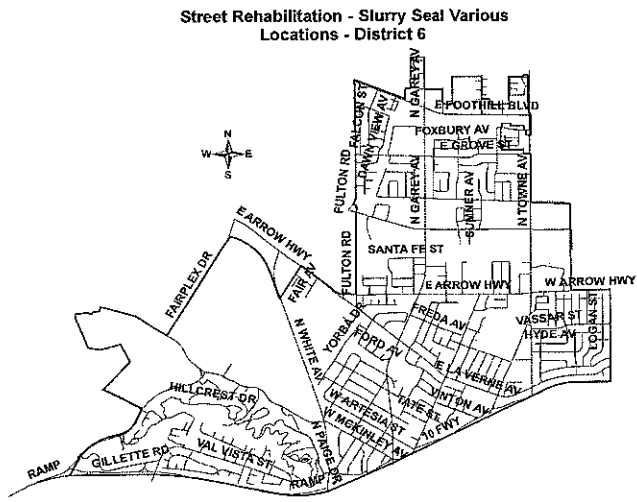 Street Rehabilitation - Slurry Seal Various
Locations - District 6
N
W E
S
N GAREY AV
E FOOTHILL BLVD
FALCON ST
DAWN VIEW AV
FOXBURY AV
E GROVE ST
FULTON RD
N GAREY AV
SUMNER AV
N TOWNE AV
E ARROW HWY
FULTON RD
SANTA FE ST
FAIRPLEX DR
FAIR AV
E ARROW HWY
W ARROW HWY
N WHITE AV
YORBA DR
FREDA AV
VASSAR ST
LOGAN ST
HYDE AV
FORD AV
E LA VERNE AV
HILLCREST DR
W ARTESIA ST
TATE ST
VINTON AV
W MCKINLEY AV
10 FWY
N PAIGE DR
VAL VISTA ST
GILLETTE RD
RAMP
RAMP